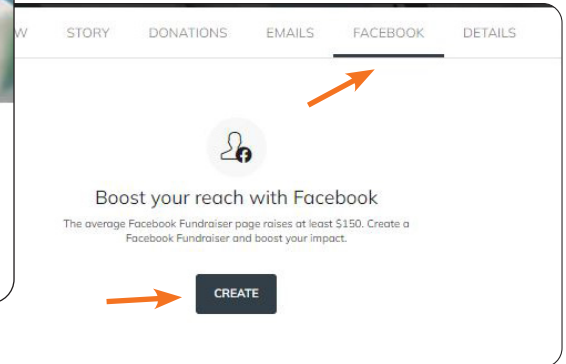 W STORY DONATIONS EMAILS FACEBOOK DETAILS
Boost your reach with Facebook
The average Facebook Fundraiser page raises at least $150. Create a
Facebook Fundraiser and boost your impact.
CREATE